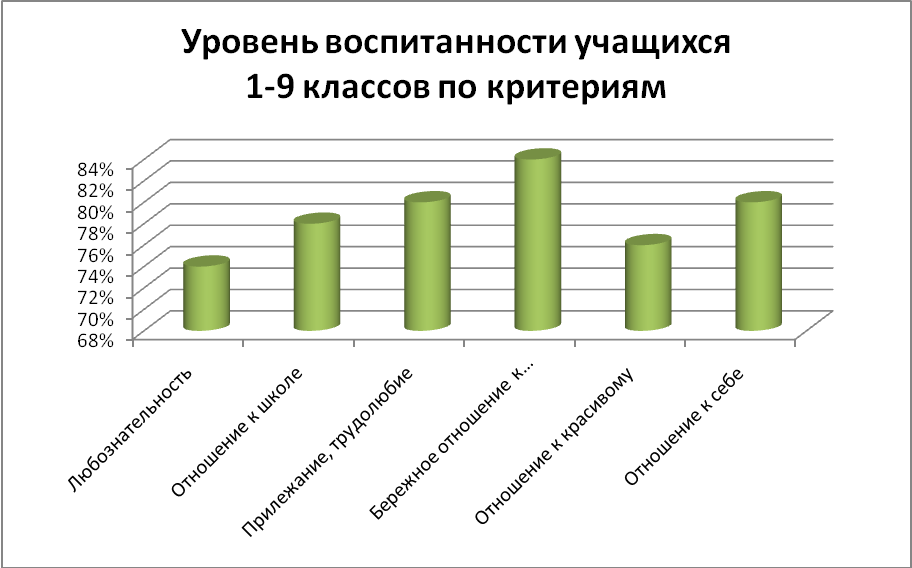 Уровень воспитанности учащихся
1-9 классов по критериям
84%
82%
80%
78%
76%
74%
72%
70%
68%
Любознательность
Отношение к школе
Прилежание, трудолюбие
Бережное отношение к...
Отношение к красивому
Отношение к себе